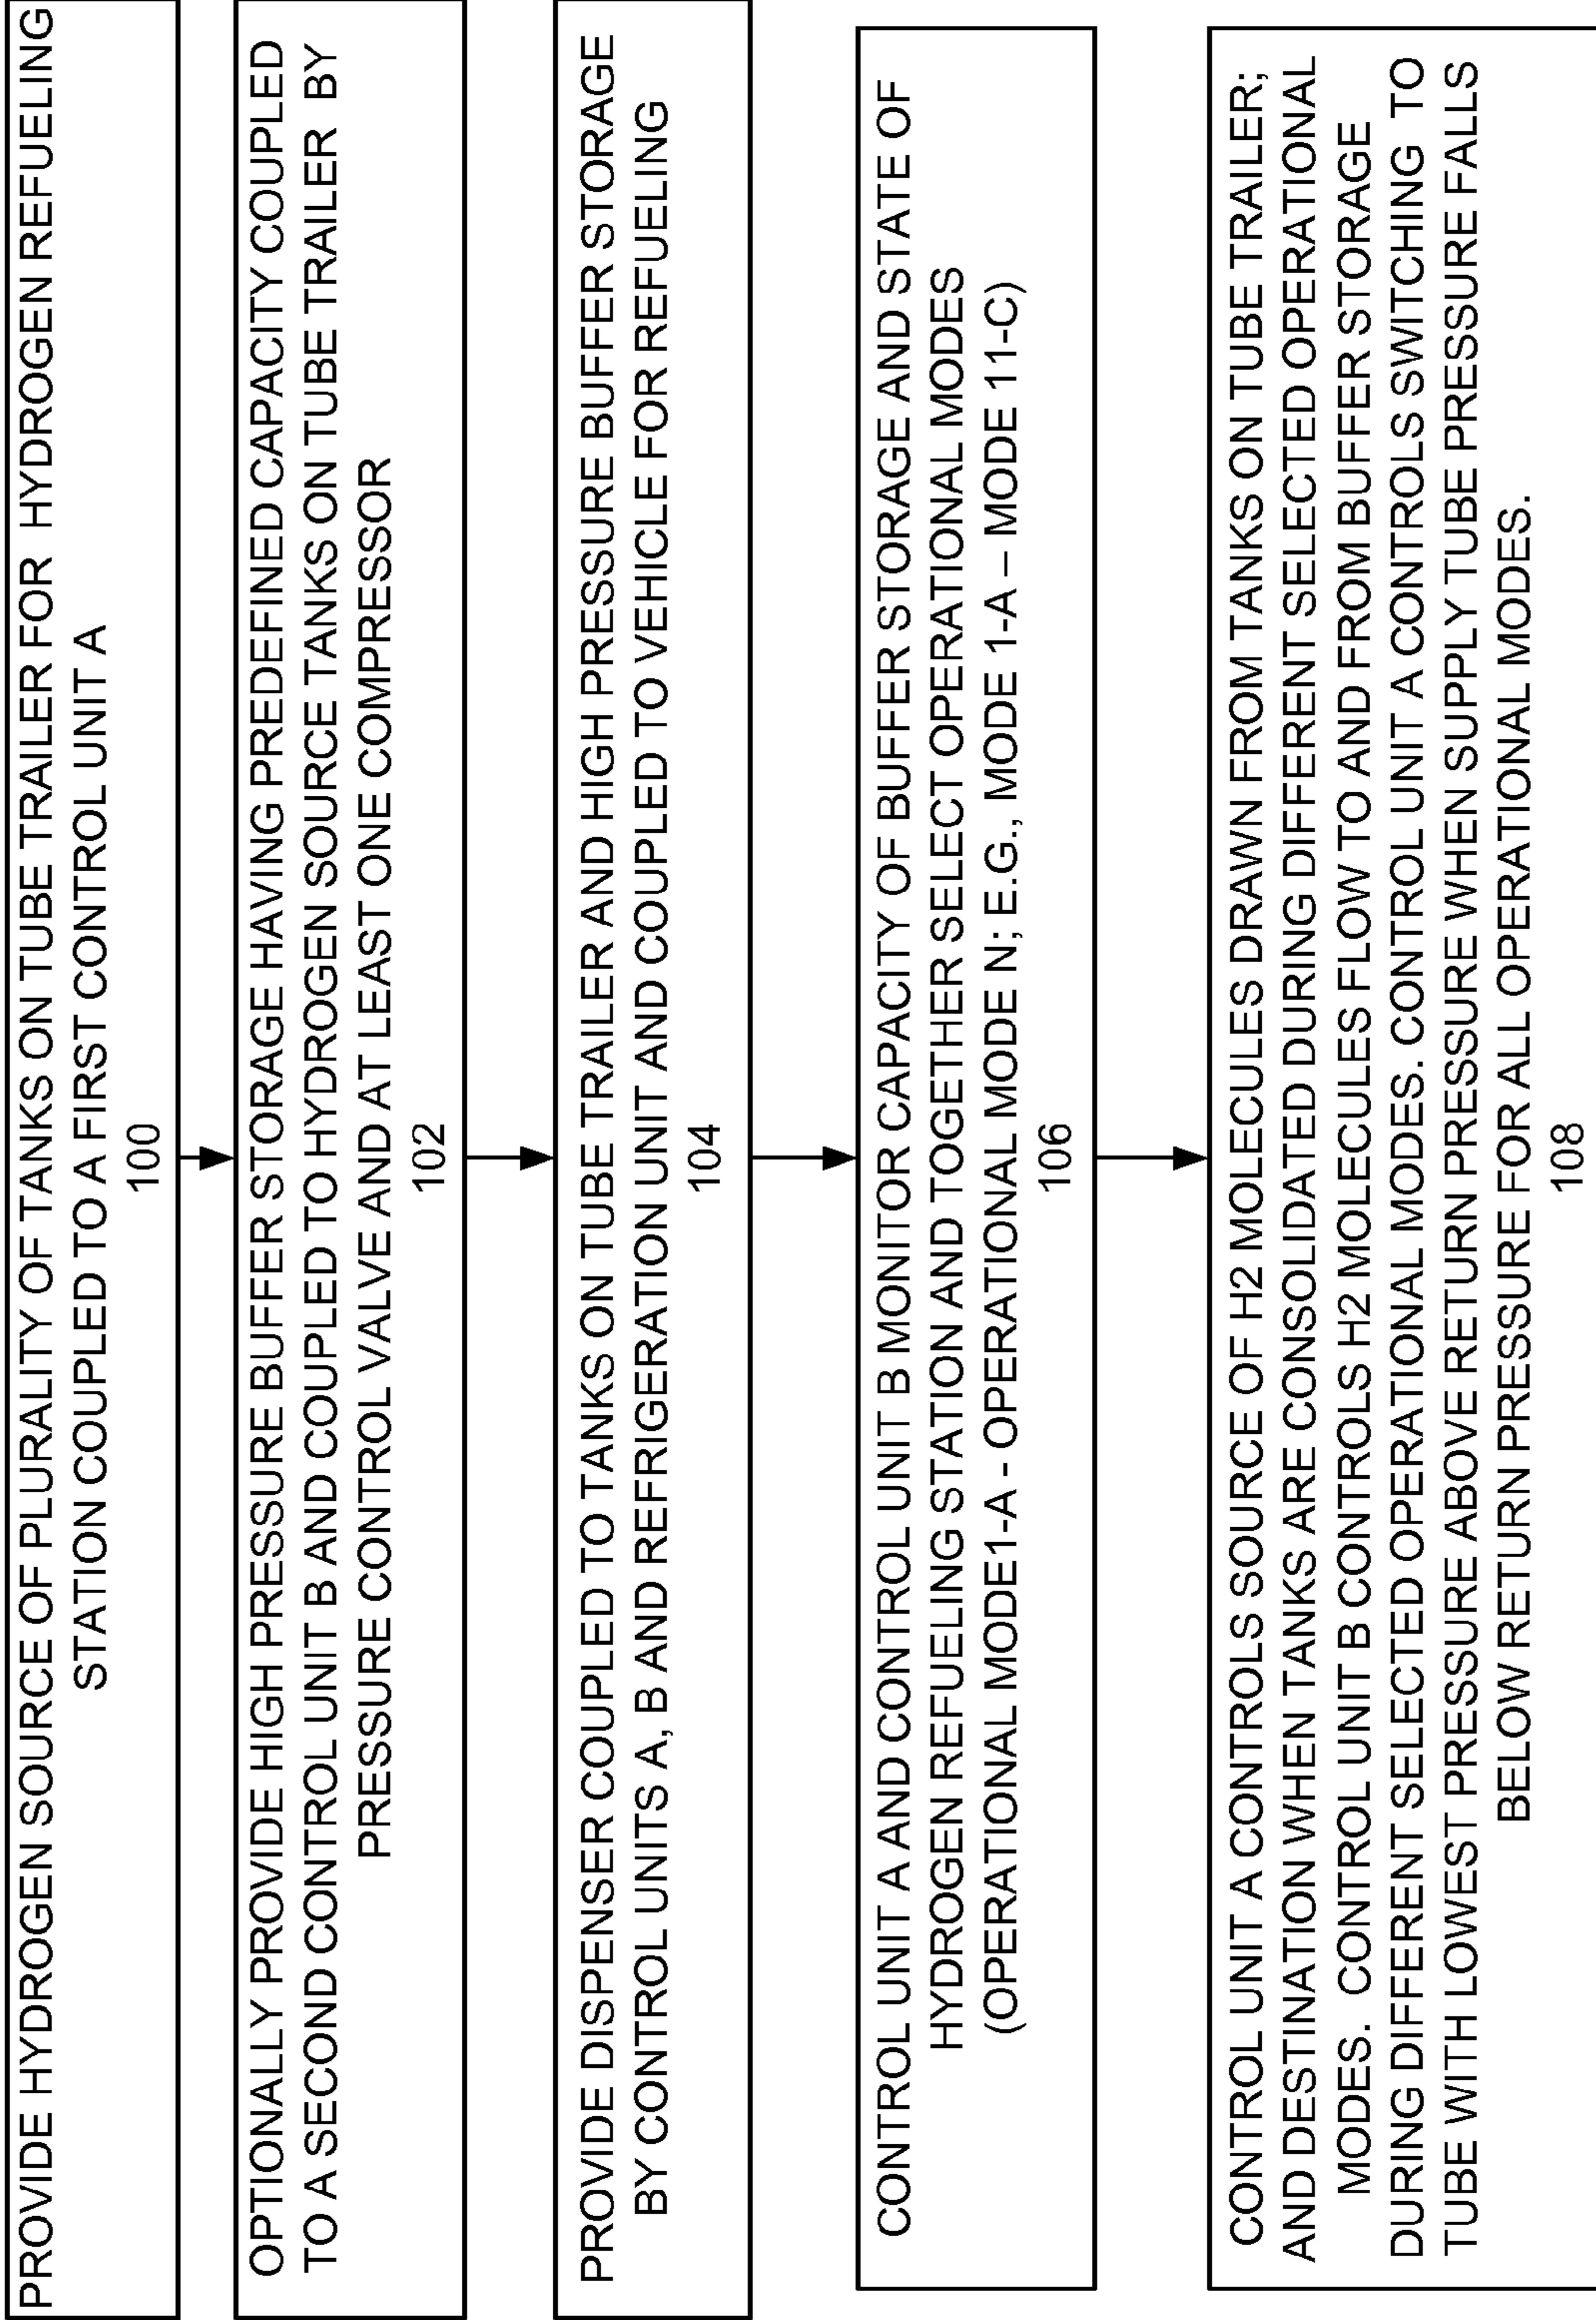 PROVIDE HYDROGEN SOURCE OF PLURALITY OF TANKS ON TUBE TRAILER FOR HYDROGEN REFUELING
STATION COUPLED TO A FIRST CONTROL UNIT A
100
OPTIONALLY PROVIDE HIGH PRESSURE BUFFER STORAGE HAVING PREDEFINED CAPACITY COUPLED
TO A SECOND CONTROL UNIT B AND COUPLED TO HYDROGEN SOURCE TANKS ON TUBE TRAILER BY
PRESSURE CONTROL VALVE AND AT LEAST ONE COMPRESSOR
102
PROVIDE DISPENSER COUPLED TO TANKS ON TUBE TRAILER AND HIGH PRESSURE BUFFER STORAGE
BY CONTROL UNITS A, B AND REFRIGERATION UNIT AND COUPLED TO VEHICLE FOR REFUELING
104
CONTROL UNIT A AND CONTROL UNIT B MONITOR CAPACITY OF BUFFER STORAGE AND STATE OF
HYDROGEN REFUELING STATION AND TOGETHER SELECT OPERATIONAL MODES
(OPERATIONAL MODE1-A - OPERATIONAL MODE N; E.G., MODE 1-A – MODE 11-C)
106
CONTROL UNIT A CONTROLS SOURCE OF H2 MOLECULES DRAWN FROM TANKS ON TUBE TRAILER;
AND DESTINATION WHEN TANKS ARE CONSOLIDATED DURING DIFFERENT SELECTED OPERATIONAL
MODES. CONTROL UNIT B CONTROLS H2 MOLECULES FLOW TO AND FROM BUFFER STORAGE
DURING DIFFERENT SELECTED OPERATIONAL MODES. CONTROL UNIT A CONTROLS SWITCHING TO
TUBE WITH LOWEST PRESSURE ABOVE RETURN PRESSURE WHEN SUPPLY TUBE PRESSURE FALLS
BELOW RETURN PRESSURE FOR ALL OPERATIONAL MODES.
108